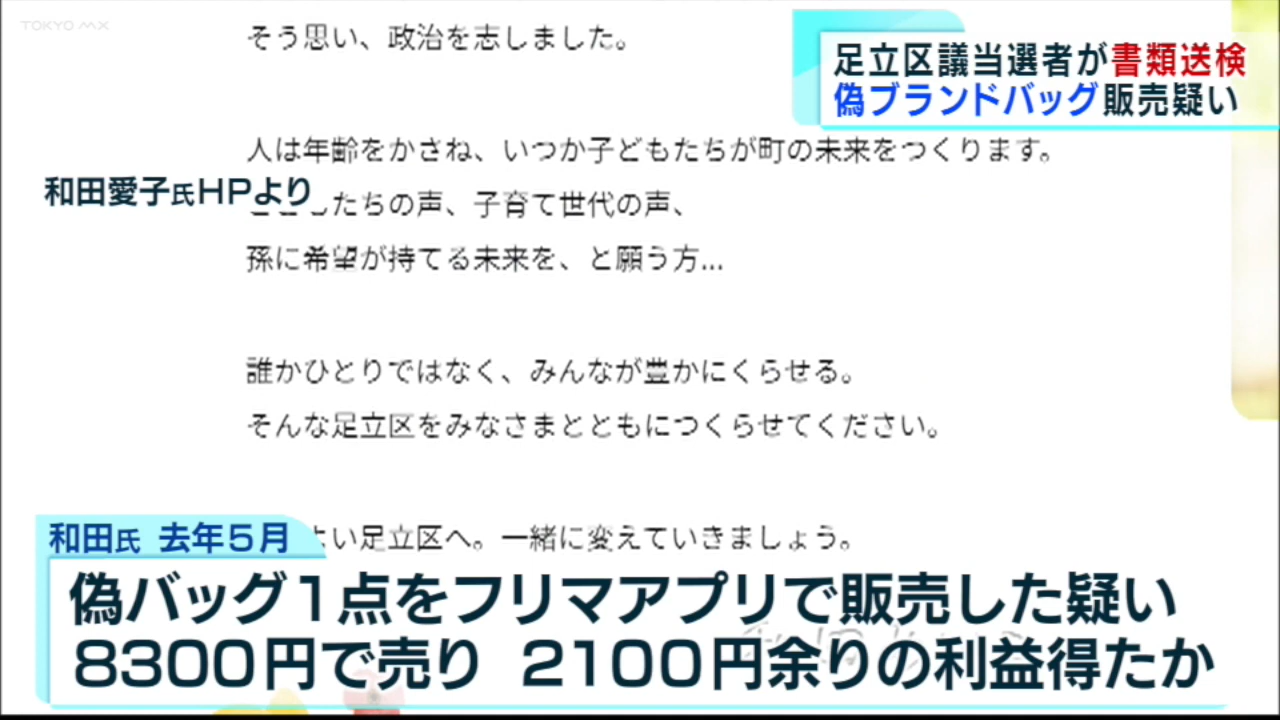 TOKYO MX
そう思い、政治を志しました。
足立区議当選者が書類送検
偽ブランドバッグ販売疑い
人は年齢をかさね、いつか子どもたちが町の未来をつくります。
和田愛子氏HPより
たちの声、子育て世代の声、
孫に希望が持てる未来を、と願う方...
誰かひとりではなく、みんなが豊かにくらせる。
そんな足立区をみなさまとともにつくらせてください。
和田氏 去年5月
よい足立区へ。一緒に変えていきましょう。
偽バッグ1点をフリマアプリで販売した疑い
8300円で売り 2100円余りの利益得たか